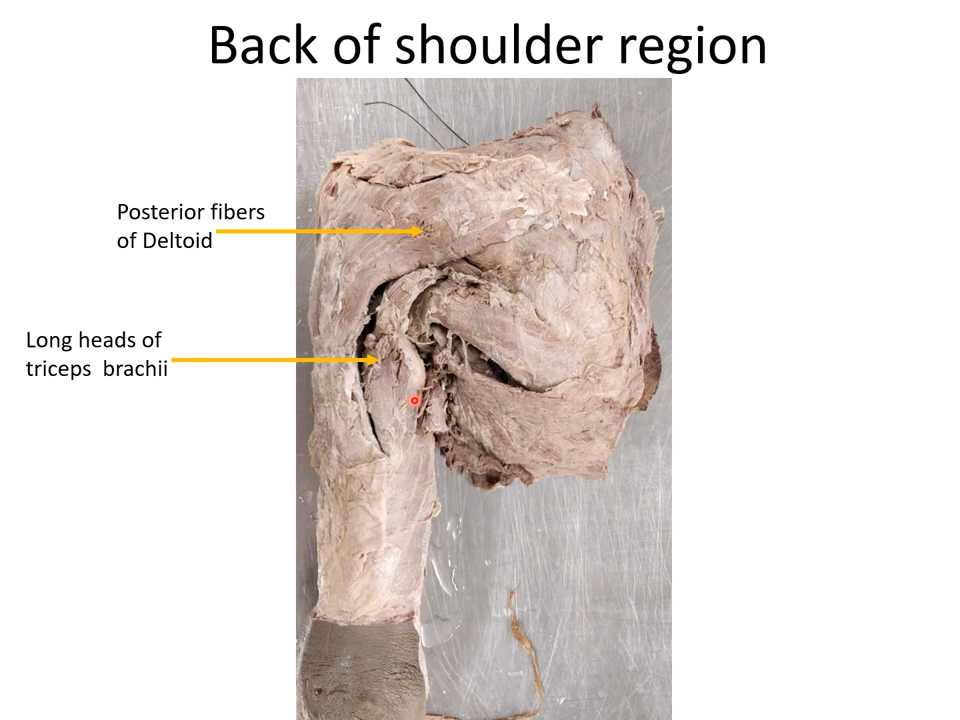 Back of shoulder region
Posterior fibers
of Deltoid
Long heads of
triceps  brachii